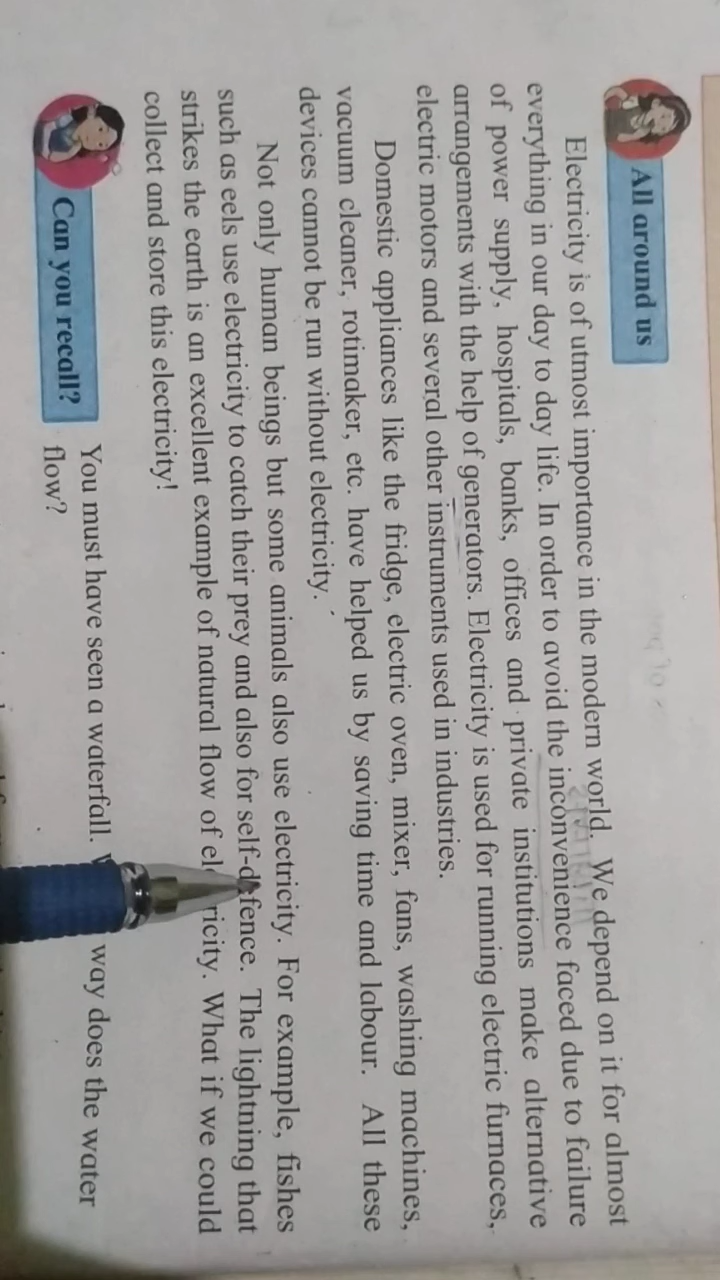 All around us
Electricity is of utmost importance in the modern world. We depend on it for almost
everything in our day to day life. In order to avoid the inconvenience faced due to failure
of power supply, hospitals, banks, offices and private institutions make alternative
arrangements with the help of generators. Electricity is used for running electric furnaces,
electric motors and several other instruments used in industries.
Domestic appliances like the fridge, electric oven, mixer, fans, washing machines,
vacuum cleaner, rotimaker, etc. have helped us by saving time and labour. All these
devices cannot be run without electricity.
Not only human beings but some animals also use electricity. For example, fishes
such as eels use electricity to catch their prey and also for self-defence. The lightning that
strikes the earth is an excellent example of natural flow of electricity. What if we could
collect and store this electricity!
Can you recall?
You must have seen a waterfall. way does the water
flow?